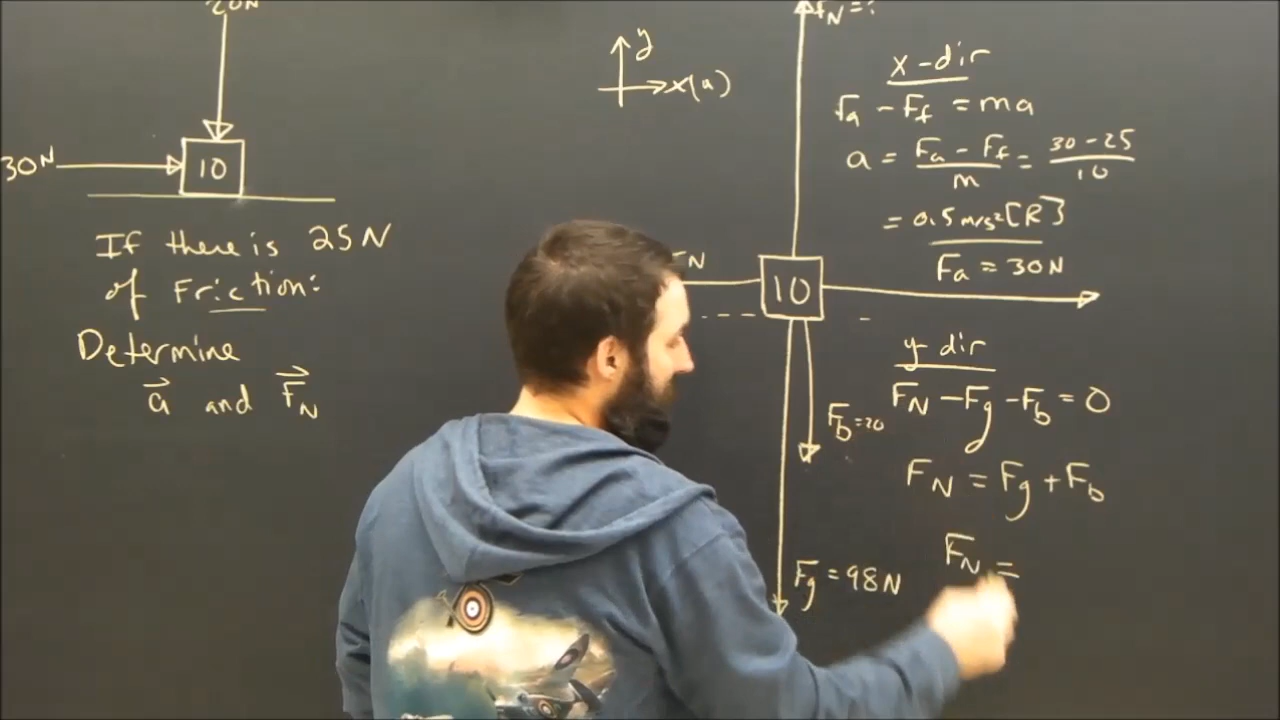 20N
30N
10
If there is 25N
of Friction:
Determine
a⃗ and F⃗N
y
x(a)
FN = ?
10
Fb = 20
Fg = 98N
x-dir
Fa - Ff = ma
a = Fa - Ff / m = 30 - 25 / 10
= 0.5 m/s² [R]
Fa = 30N
y dir
FN - Fg - Fb = 0
FN = Fg + Fb
FN =